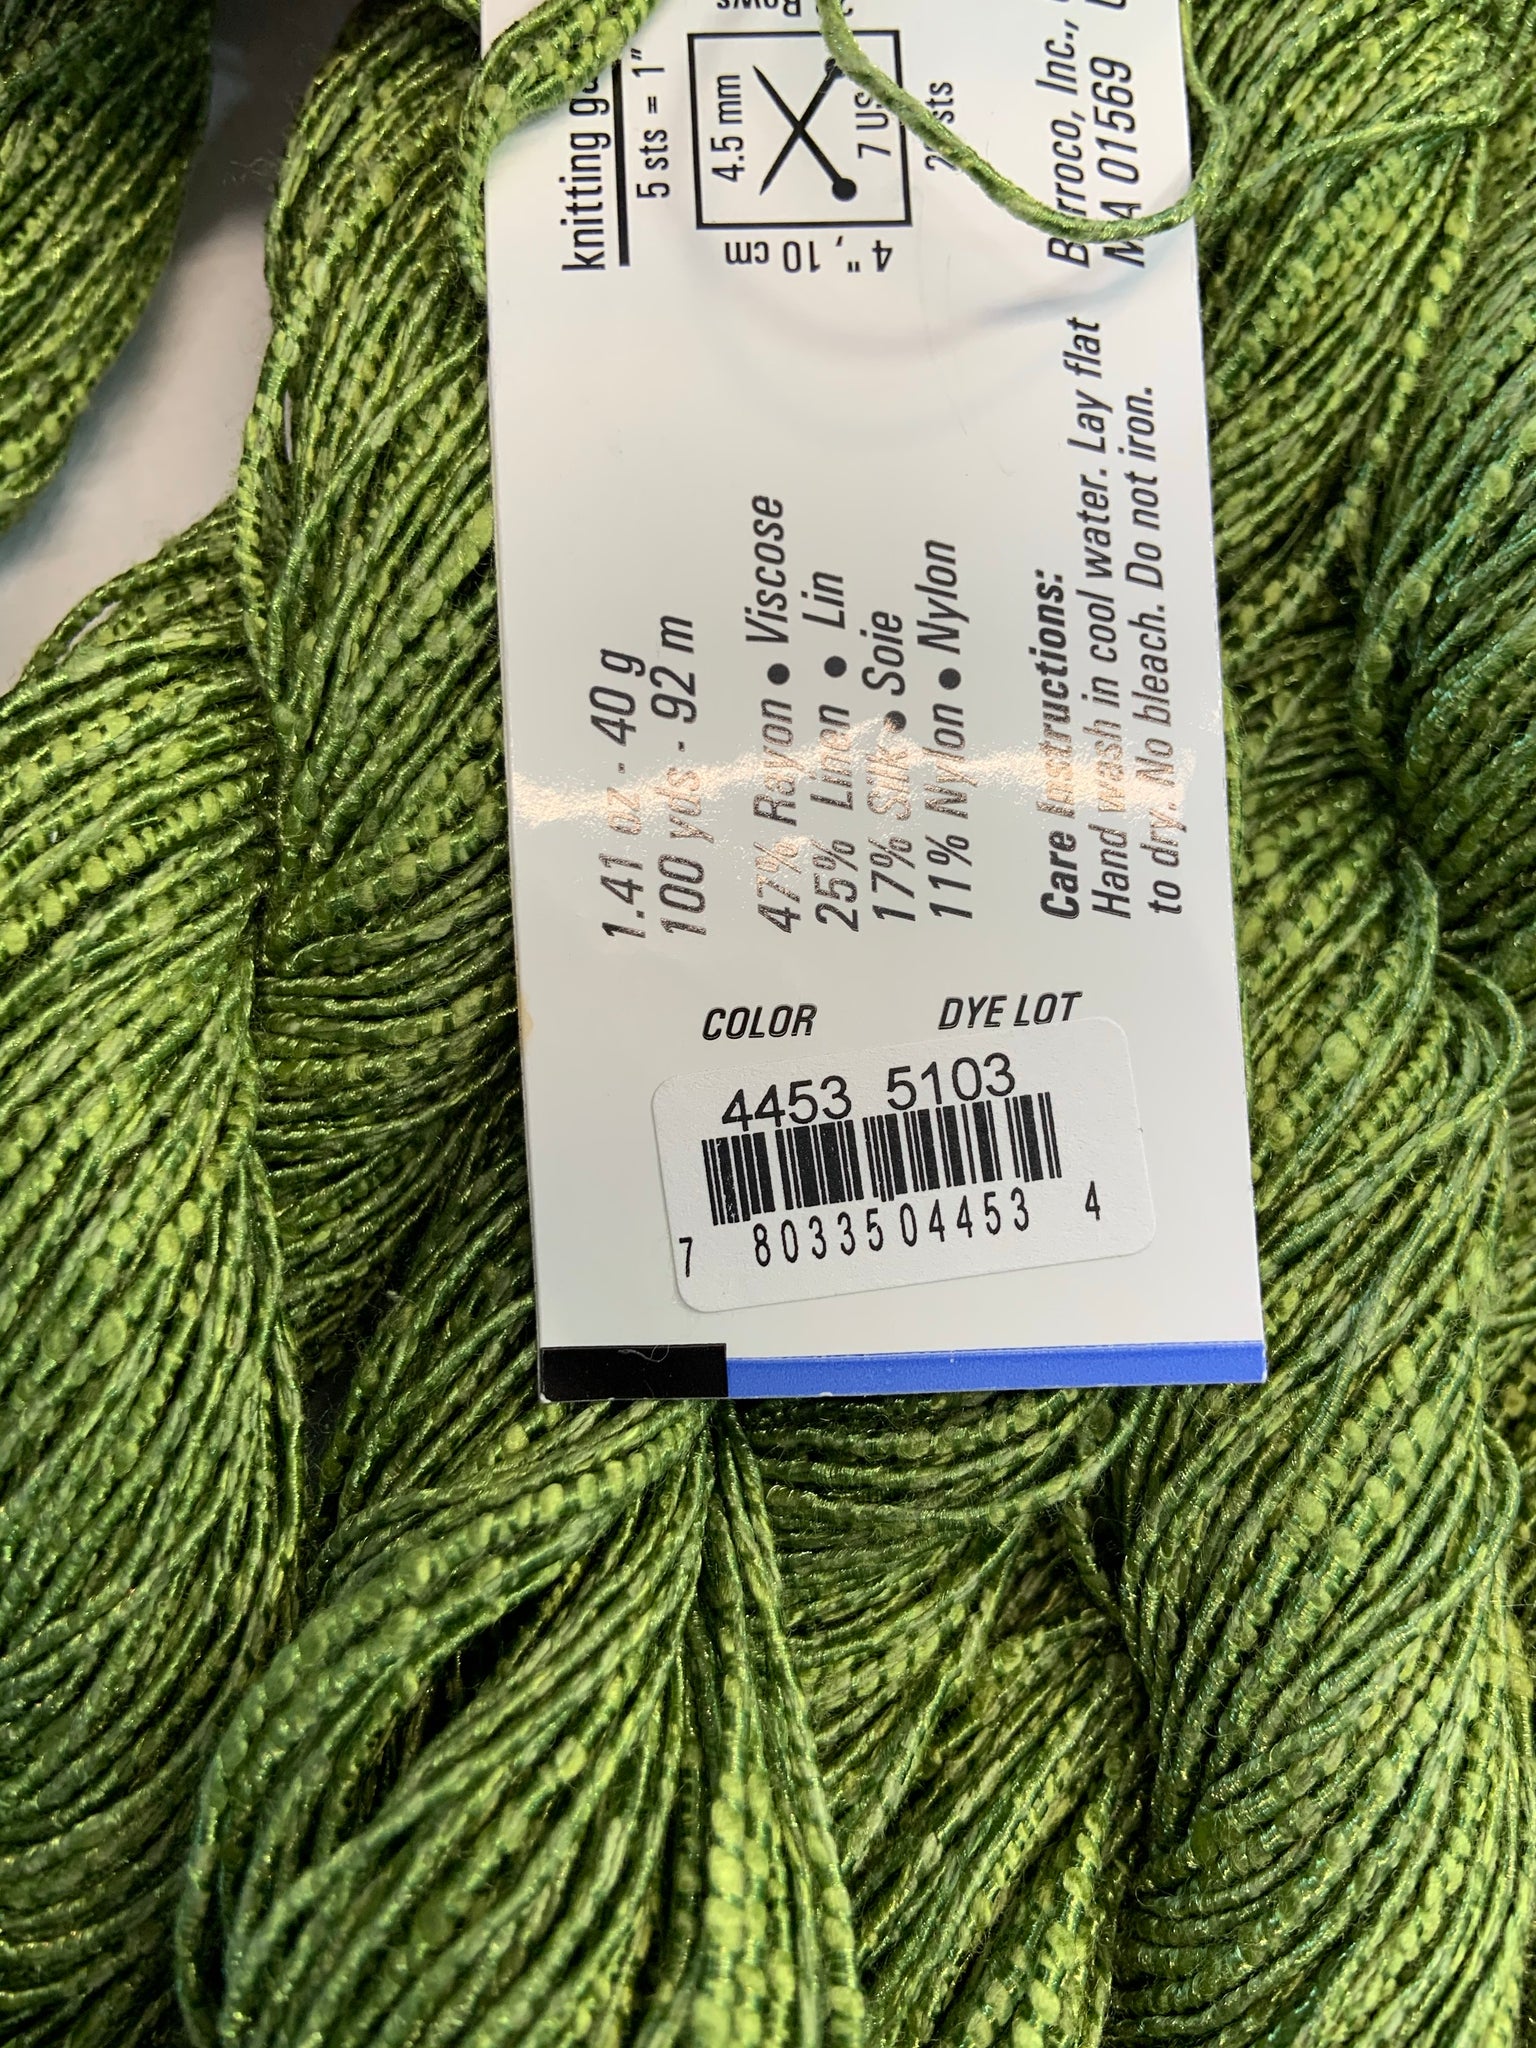 knitting
5 sts = 1"
Rows
4.5 mm
7 US
4", 10 cm
sts
Inc.,
MA 01569
1.41 oz - 40 g
100 yds - 92 m
47% Rayon • Viscose
25% Linen • Lin
17% Silk • Soie
11% Nylon • Nylon
Care Instructions:
Hand wash in cool water. Lay flat
to dry. No bleach. Do not iron.
COLOR DYE LOT
4453 5103
7 80335 04453 4